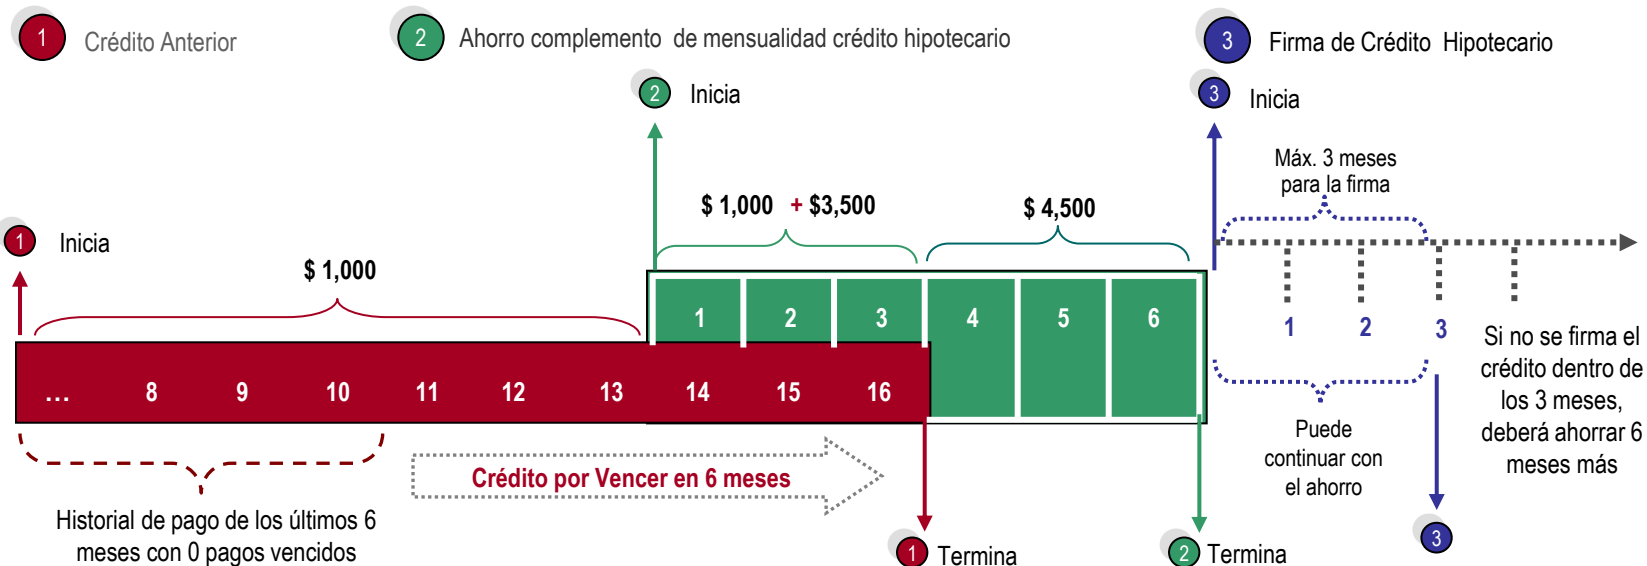 1 Crédito Anterior
2 Ahorro complemento de mensualidad crédito hipotecario
3 Firma de Crédito Hipotecario
2 Inicia
3 Inicia
Máx. 3 meses
para la firma
$ 1,000 + $3,500
$ 4,500
1 Inicia
$ 1,000
1 2 3 4 5 6
1 2 3
... 8 9 10 11 12 13 14 15 16
Si no se firma el
crédito dentro de
los 3 meses,
deberá ahorrar 6
meses más
Puede
continuar con
el ahorro
Crédito por Vencer en 6 meses
Historial de pago de los últimos 6
meses con 0 pagos vencidos
1 Termina
2 Termina
3